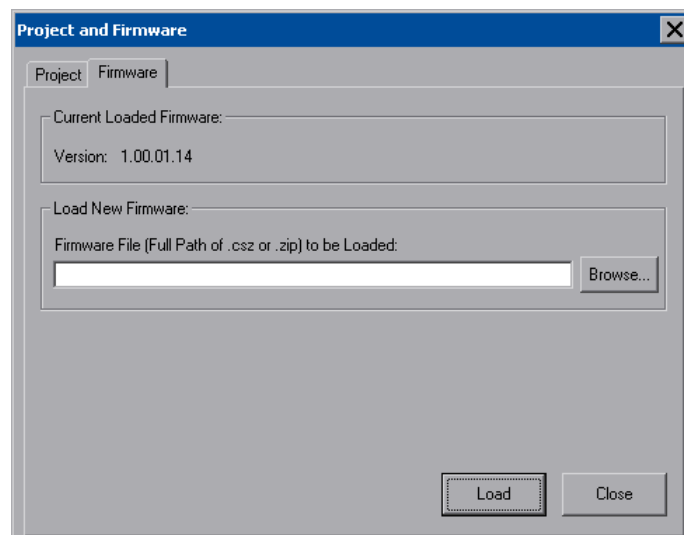 Project and Firmware
Project Firmware
Current Loaded Firmware:
Version: 1.00.01.14
Load New Firmware:
Firmware File (Full Path of .csz or .zip) to be Loaded:
Browse...
Load Close